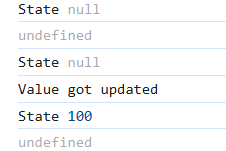 State null
undefined
State null
Value got updated
State 100
undefined